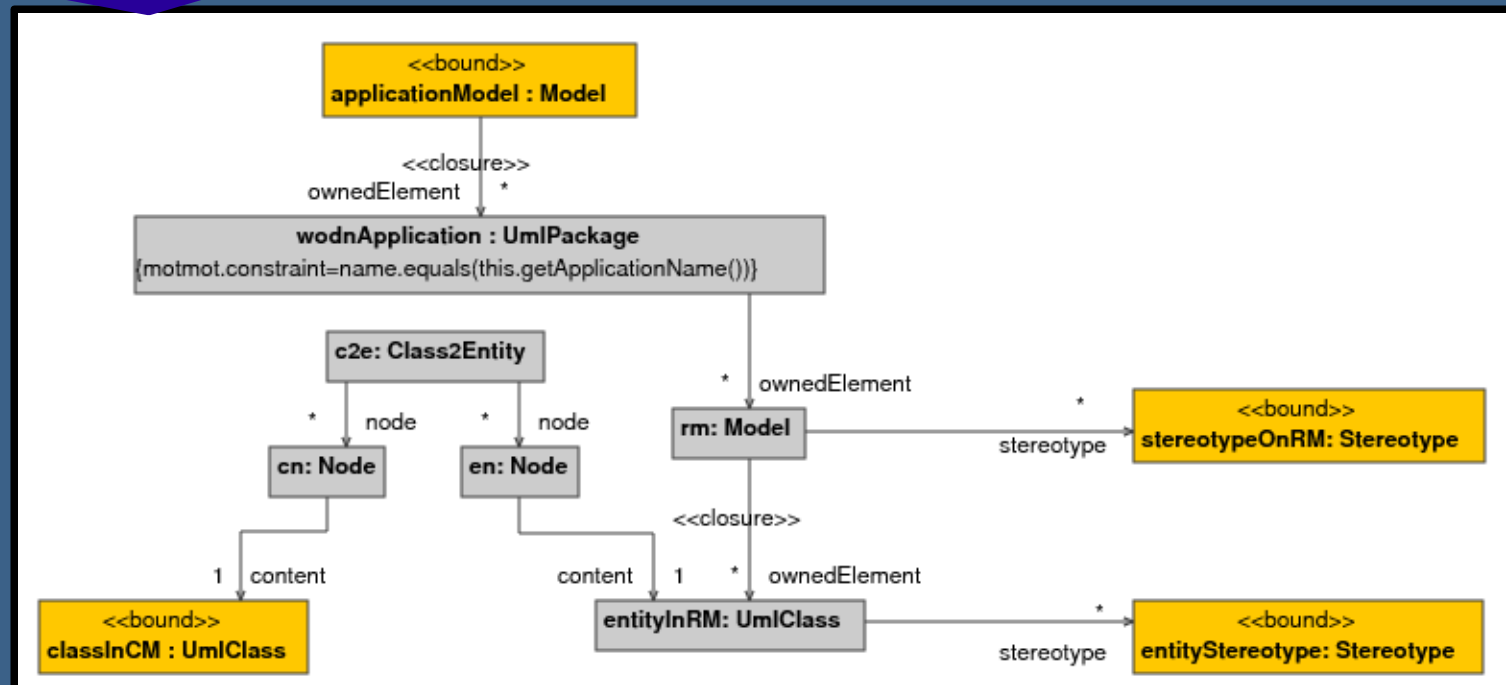 <<bound>>
applicationModel : Model
<<closure>>
ownedElement *
wodnApplication : UmlPackage
{motmot.constraint=name.equals(this.getApplicationName())}
c2e: Class2Entity
* node * node
* ownedElement
cn: Node
en: Node
rm: Model
*
stereotype
<<bound>>
stereotypeOnRM: Stereotype
<<closure>>
1 content
content 1
* ownedElement
<<bound>>
classInCM : UmlClass
entityInRM: UmlClass
*
stereotype
<<bound>>
entityStereotype: Stereotype